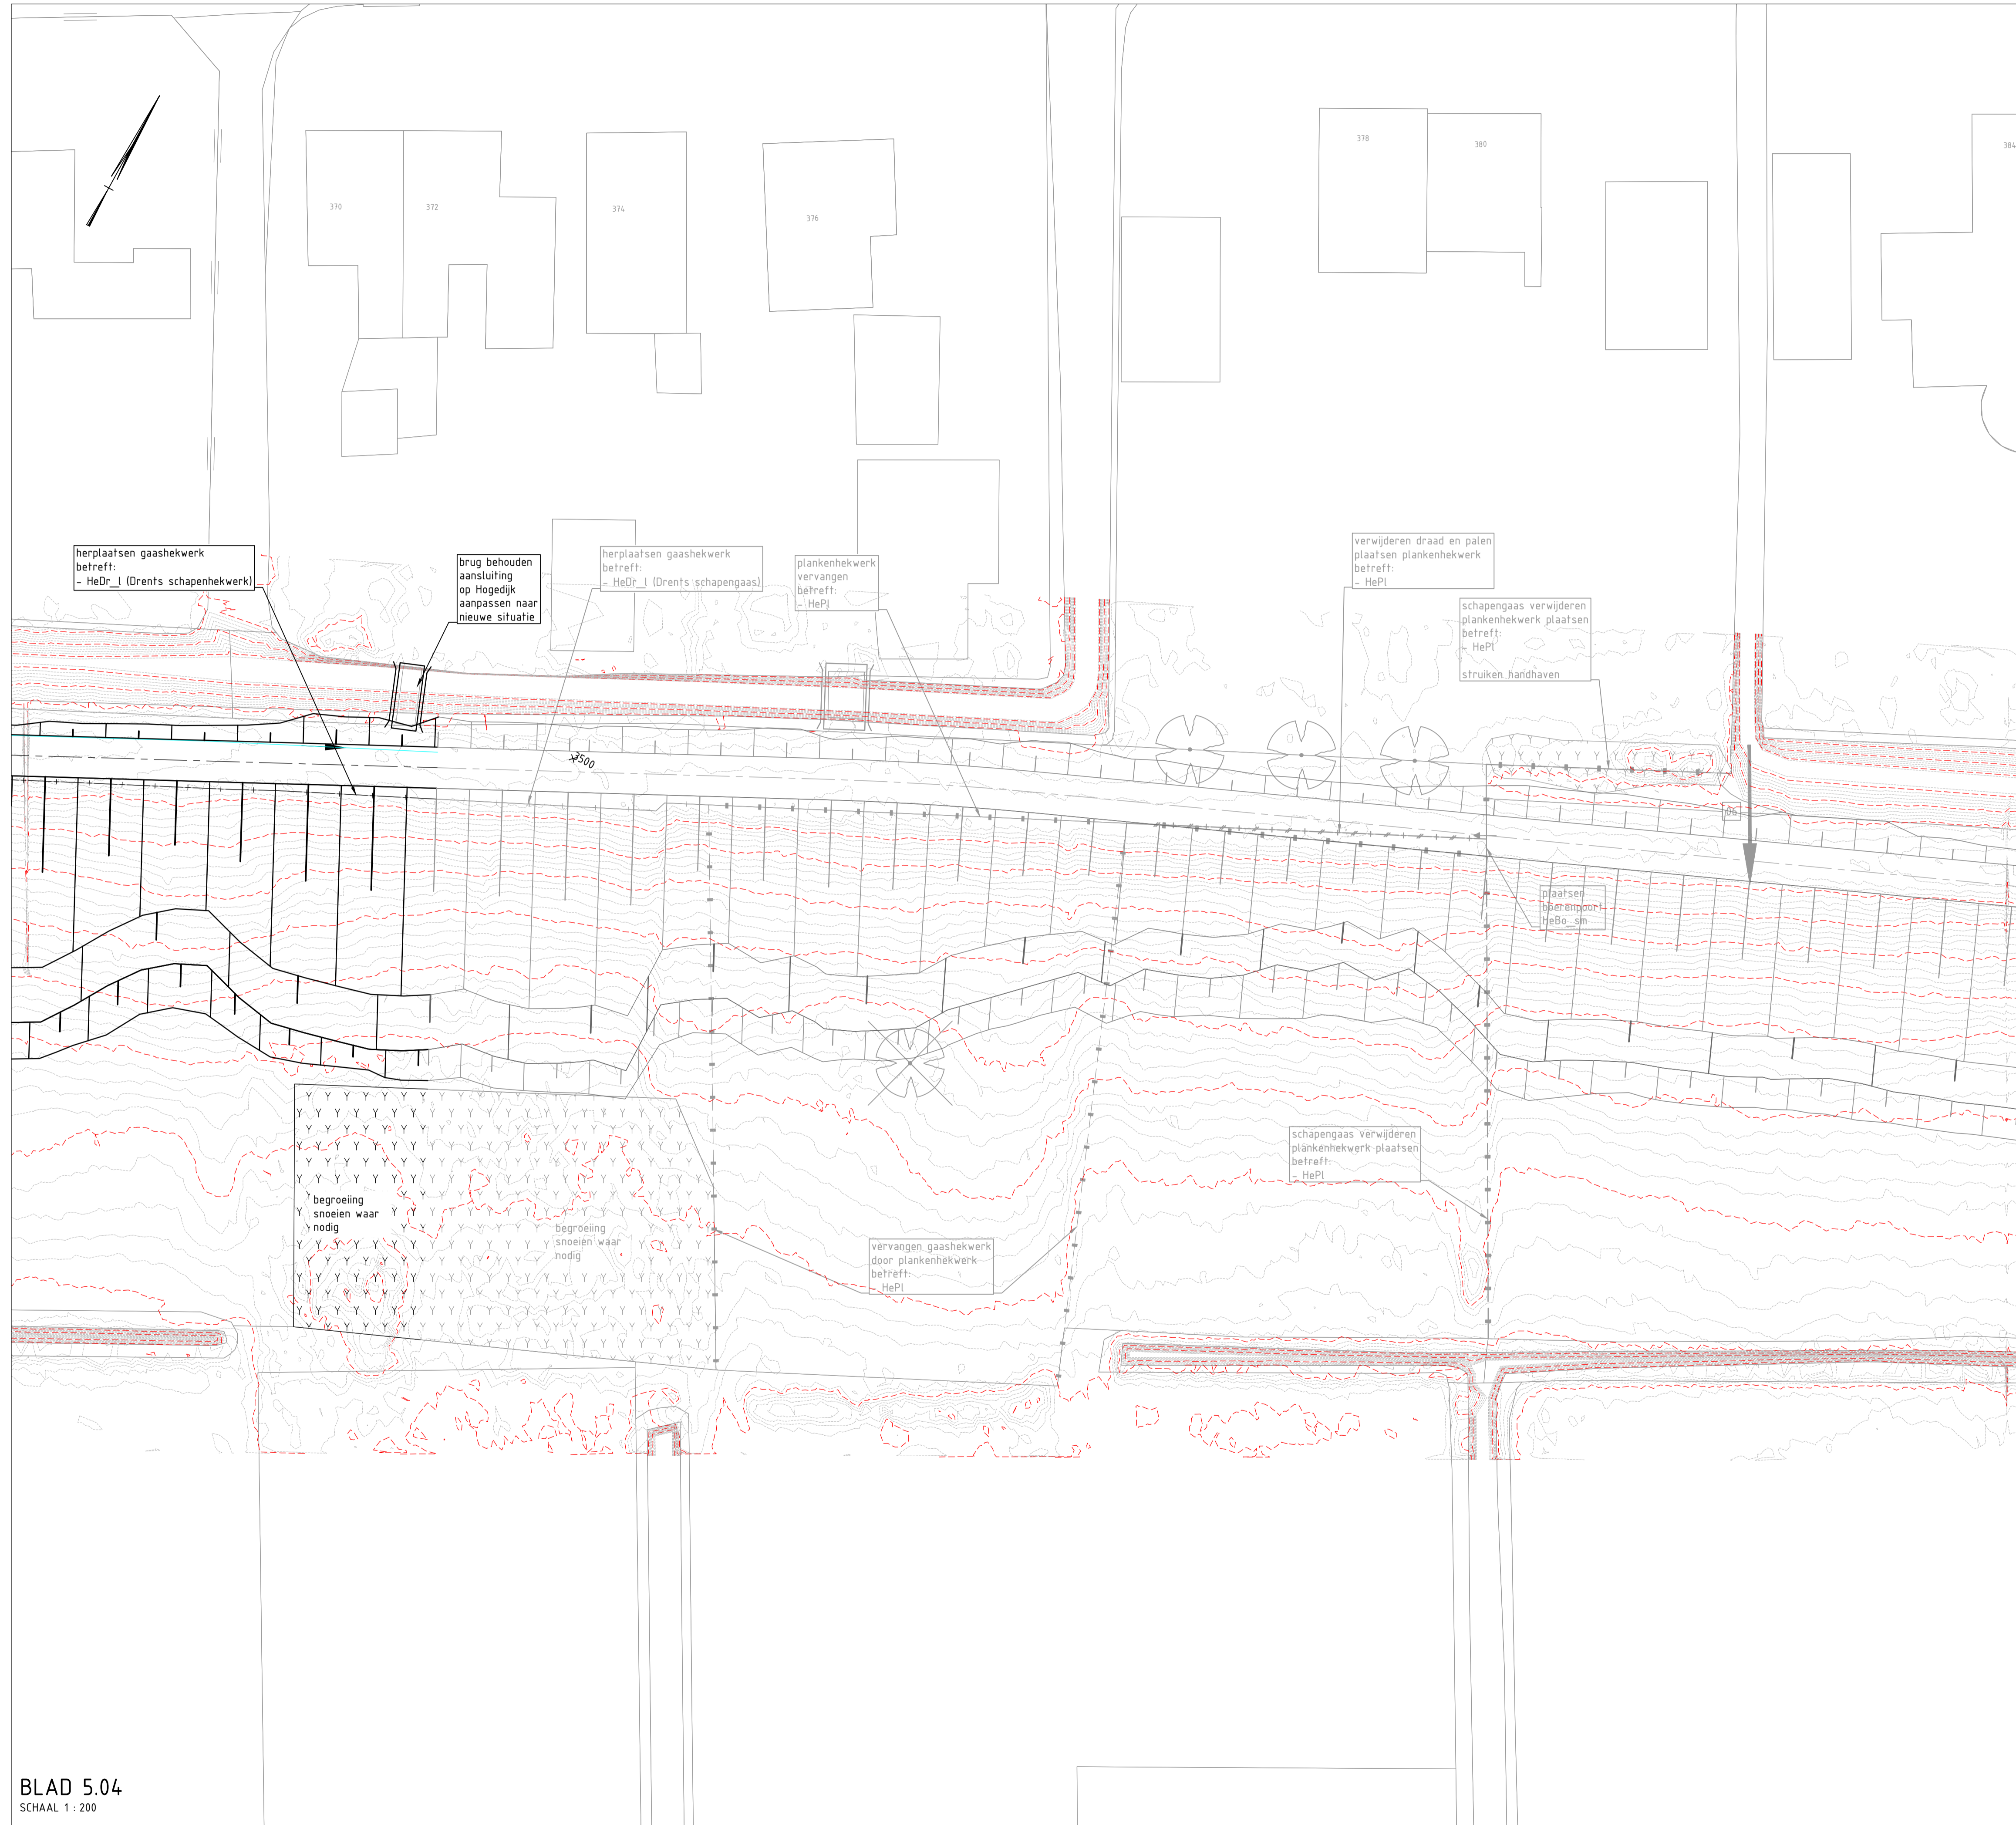 378
380
384
370
372
374
376
verwijderen draad en palen
plaatsen plankenhekwerk
betreft:
- HePl
herplaatsen gaashekwerk
betreft:
- HeDr_l (Drents schapenhekwerk)
brug behouden
aansluiting
op Hogedijk
aanpassen naar
nieuwe situatie
herplaatsen gaashekwerk
betreft:
- HeDr_l (Drents schapengaas)
plankenhekwerk
vervangen
betreft:
- HePl
schapengaas verwijderen
plankenhekwerk plaatsen
betreft:
- HePl
struiken handhaven
3500
plaatsen
boerenpoort
HeBo_sm
schapengaas verwijderen
plankenhekwerk plaatsen
betreft:
- HePl
begroeiing
snoeien waar
nodig
begroeiing
snoeien waar
nodig
vervangen gaashekwerk
door plankenhekwerk
betreft:
- HePl
BLAD 5.04
SCHAAL 1 : 200